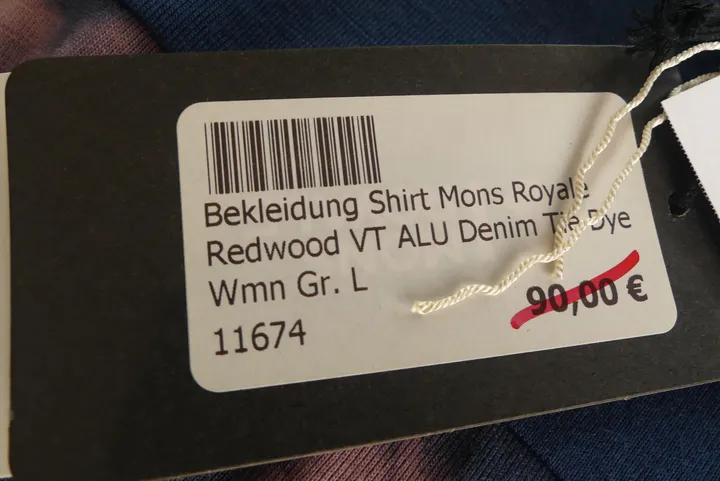 Bekleidung Shirt Mons Royale
Redwood VT ALU Denim Tie Dye
Wmn Gr. L
90,00 €
11674